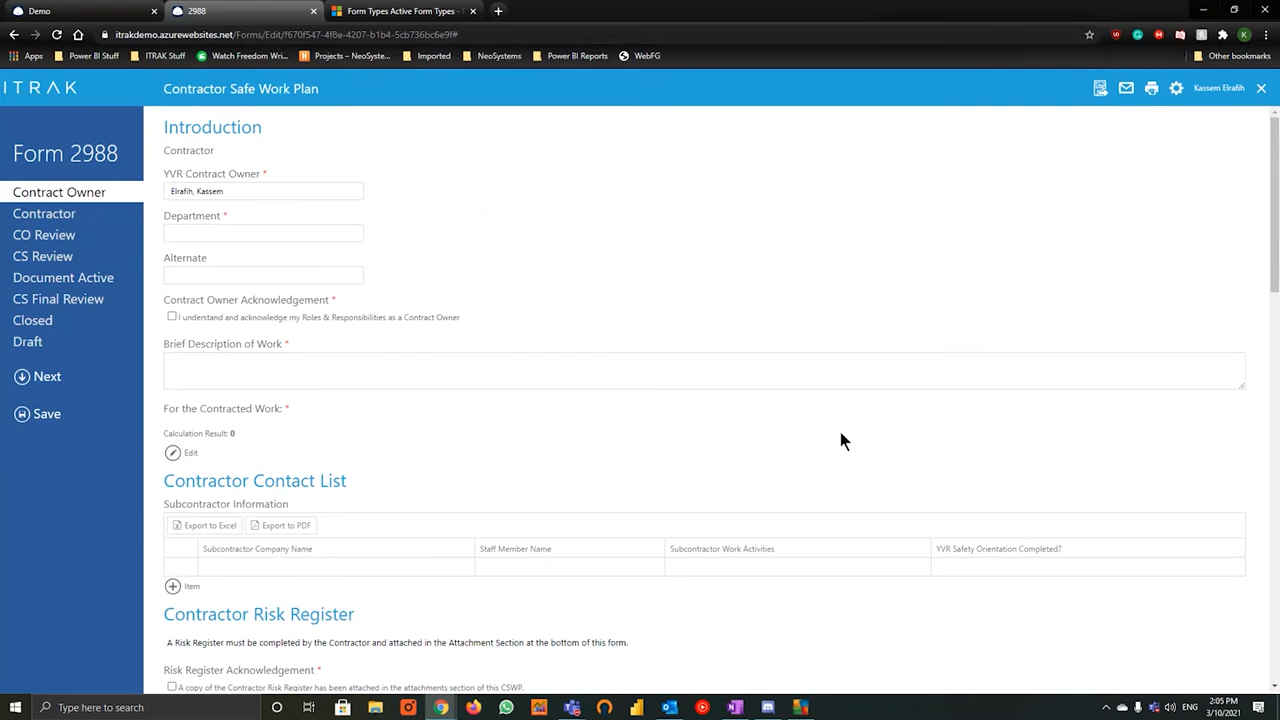 Demo
2988
Form Types Active Form Types -
itrakdemo.azurewebsites.net/Forms/Edit/f670f547-4f8e-4207-b1b4-5cb736bc6e9f#
Apps
Power BI Stuff
ITRAK Stuff
Watch Freedom Wri...
Projects – NeoSyste...
Imported
NeoSystems
Power BI Reports
WebFG
Other bookmarks
ITRAK
Contractor Safe Work Plan
Kassem Elrafih
Form 2988
Contract Owner
Contractor
CO Review
CS Review
Document Active
CS Final Review
Closed
Draft
Next
Save
Introduction
Contractor
YVR Contract Owner *
Elrafih, Kassem
Department *
Alternate
Contract Owner Acknowledgement *
I understand and acknowledge my Roles & Responsibilities as a Contract Owner
Brief Description of Work *
For the Contracted Work: *
Calculation Result: 0
Edit
Contractor Contact List
Subcontractor Information
Export to Excel Export to PDF
Subcontractor Company Name Staff Member Name Subcontractor Work Activities YVR Safety Orientation Completed?
Item
Contractor Risk Register
A Risk Register must be completed by the Contractor and attached in the Attachment Section at the bottom of this form.
Risk Register Acknowledgement *
A copy of the Contractor Risk Register has been attached in the attachments section of this CSWP.
Type here to search
2:05 PM
3/10/2021